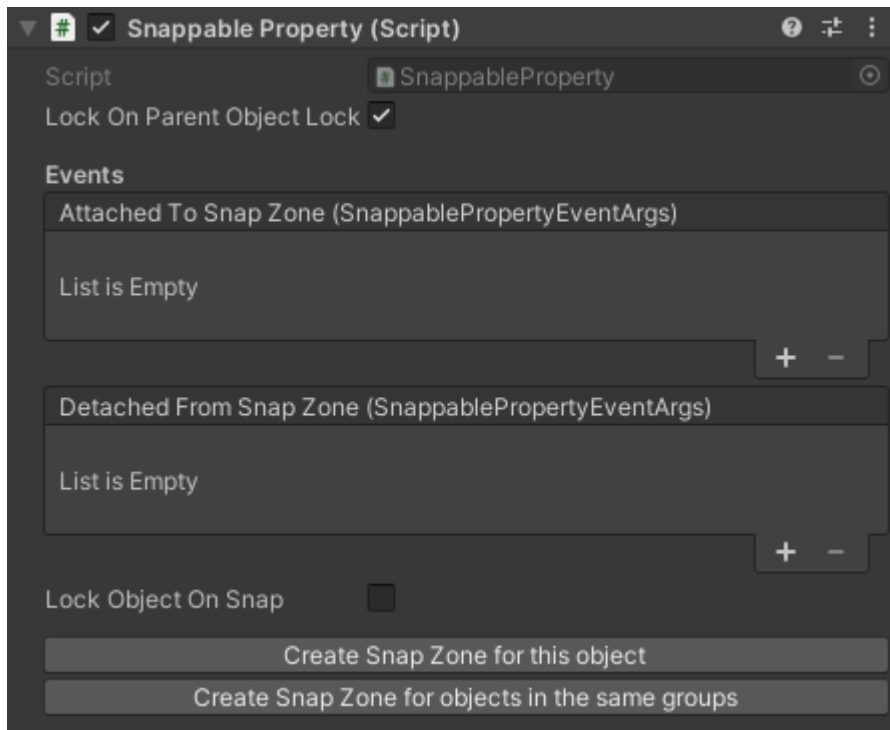 Snappable Property (Script)
Script SnappableProperty
Lock On Parent Object Lock
Events
Attached To Snap Zone (SnappablePropertyEventArgs)
List is Empty
+ −
Detached From Snap Zone (SnappablePropertyEventArgs)
List is Empty
+ −
Lock Object On Snap
Create Snap Zone for this object
Create Snap Zone for objects in the same groups